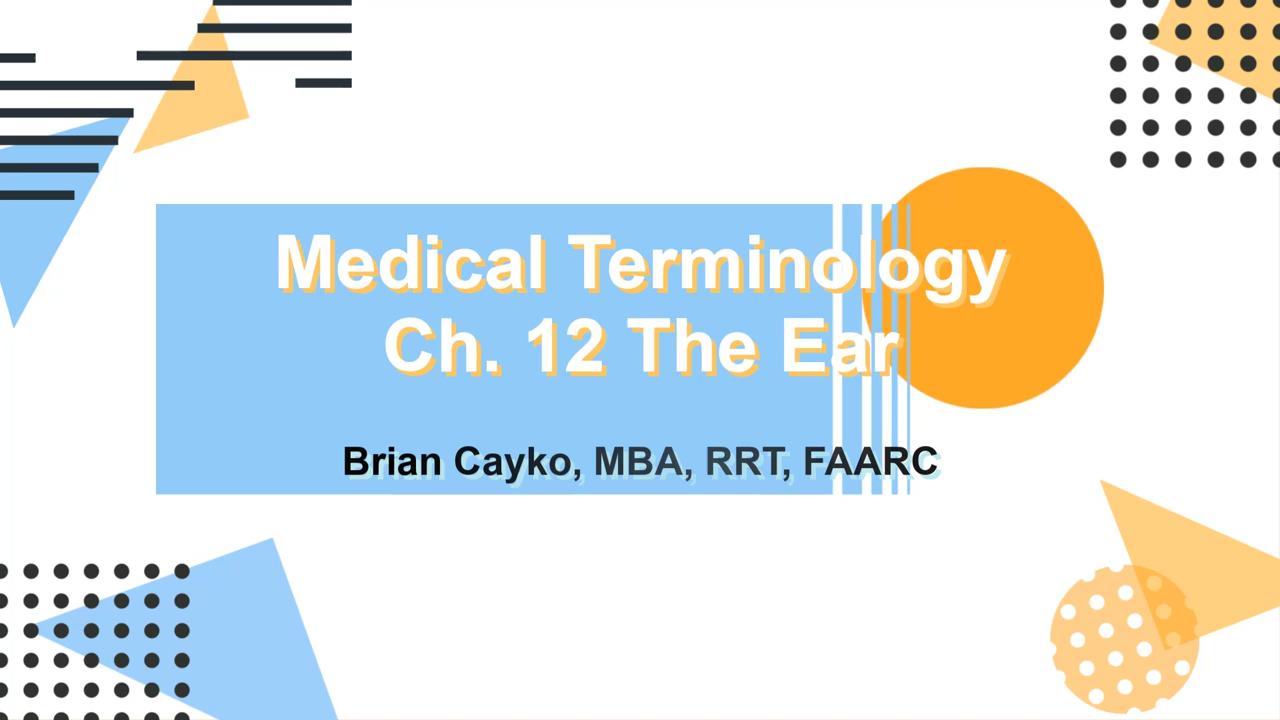 Medical Terminology
Ch. 12 The Ear
Brian Cayko, MBA, RRT, FAARC